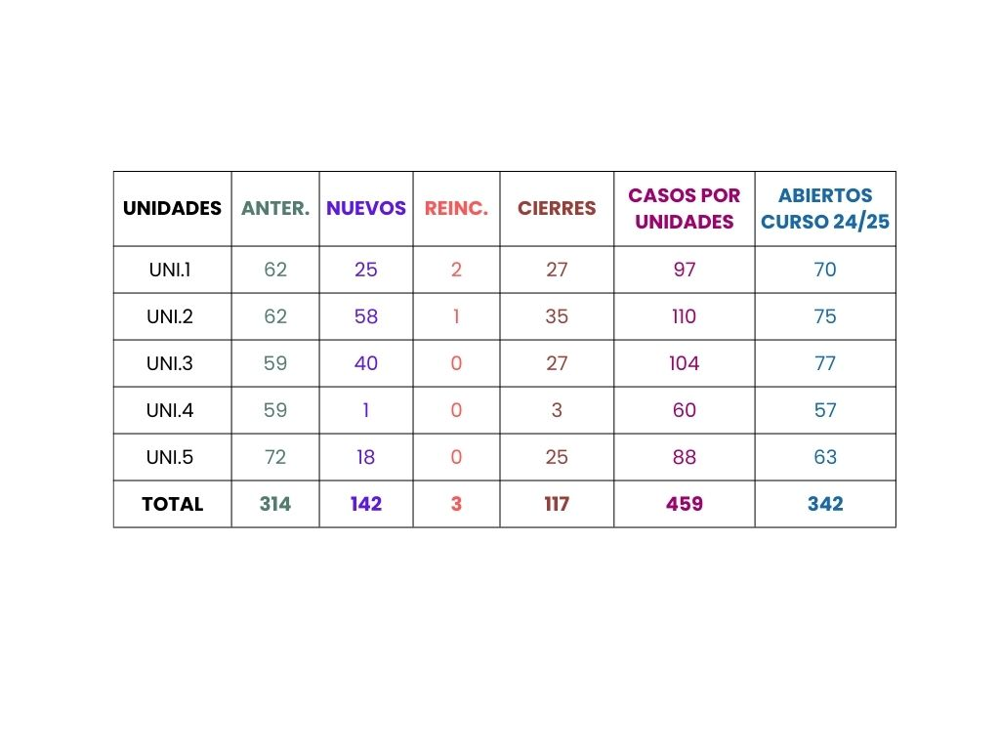 UNIDADES ANTER. NUEVOS REINC. CIERRES CASOS POR UNIDADES ABIERTOS CURSO 24/25
UNI.1 62 25 2 27 97 70
UNI.2 62 58 1 35 110 75
UNI.3 59 40 0 27 104 77
UNI.4 59 1 0 3 60 57
UNI.5 72 18 0 25 88 63
TOTAL 314 142 3 117 459 342